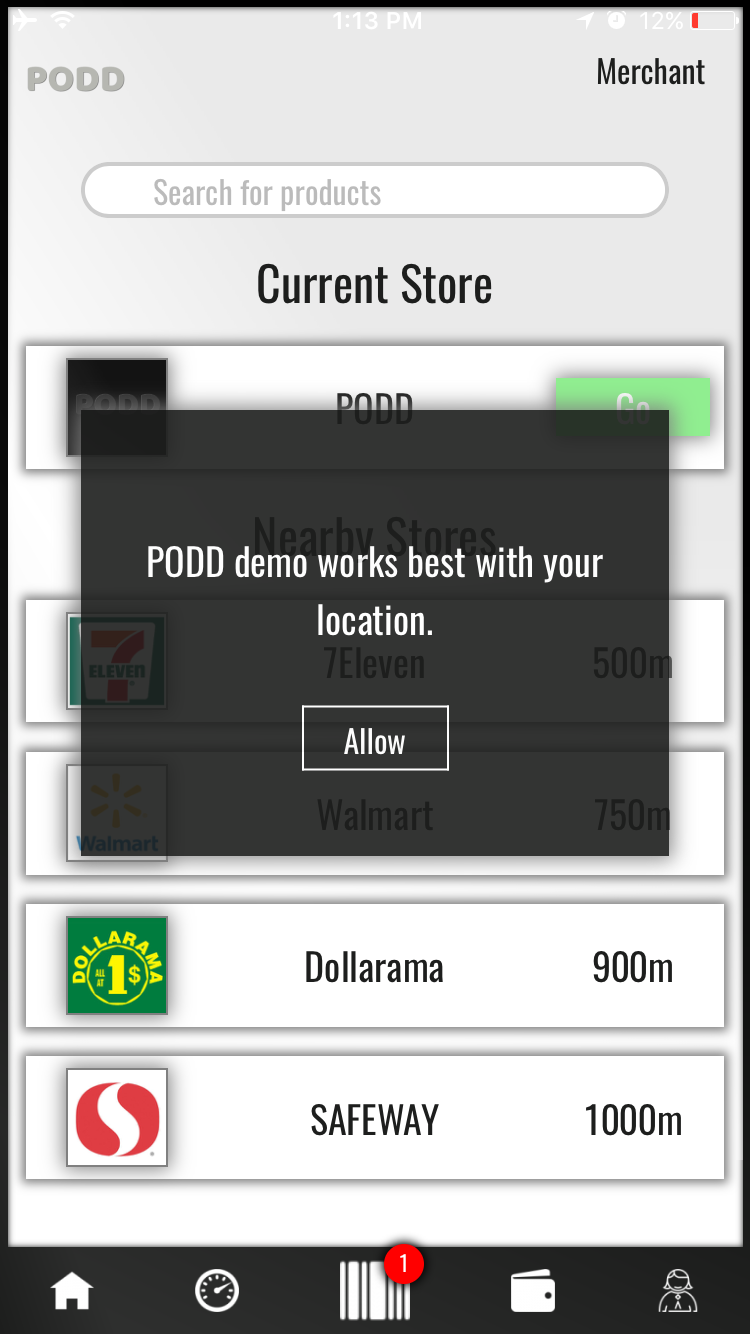 1:13 PM
12%
PODD
Merchant
Search for products
Current Store
PODD
PODD
Go
Nearby Stores
PODD demo works best with your
location.
7
ELEVEN
7Eleven
500m
Allow
Walmart
Walmart
750m
DOLLARAMA
ALL
AT
1$
Dollarama
900m
S
SAFEWAY
1000m
1